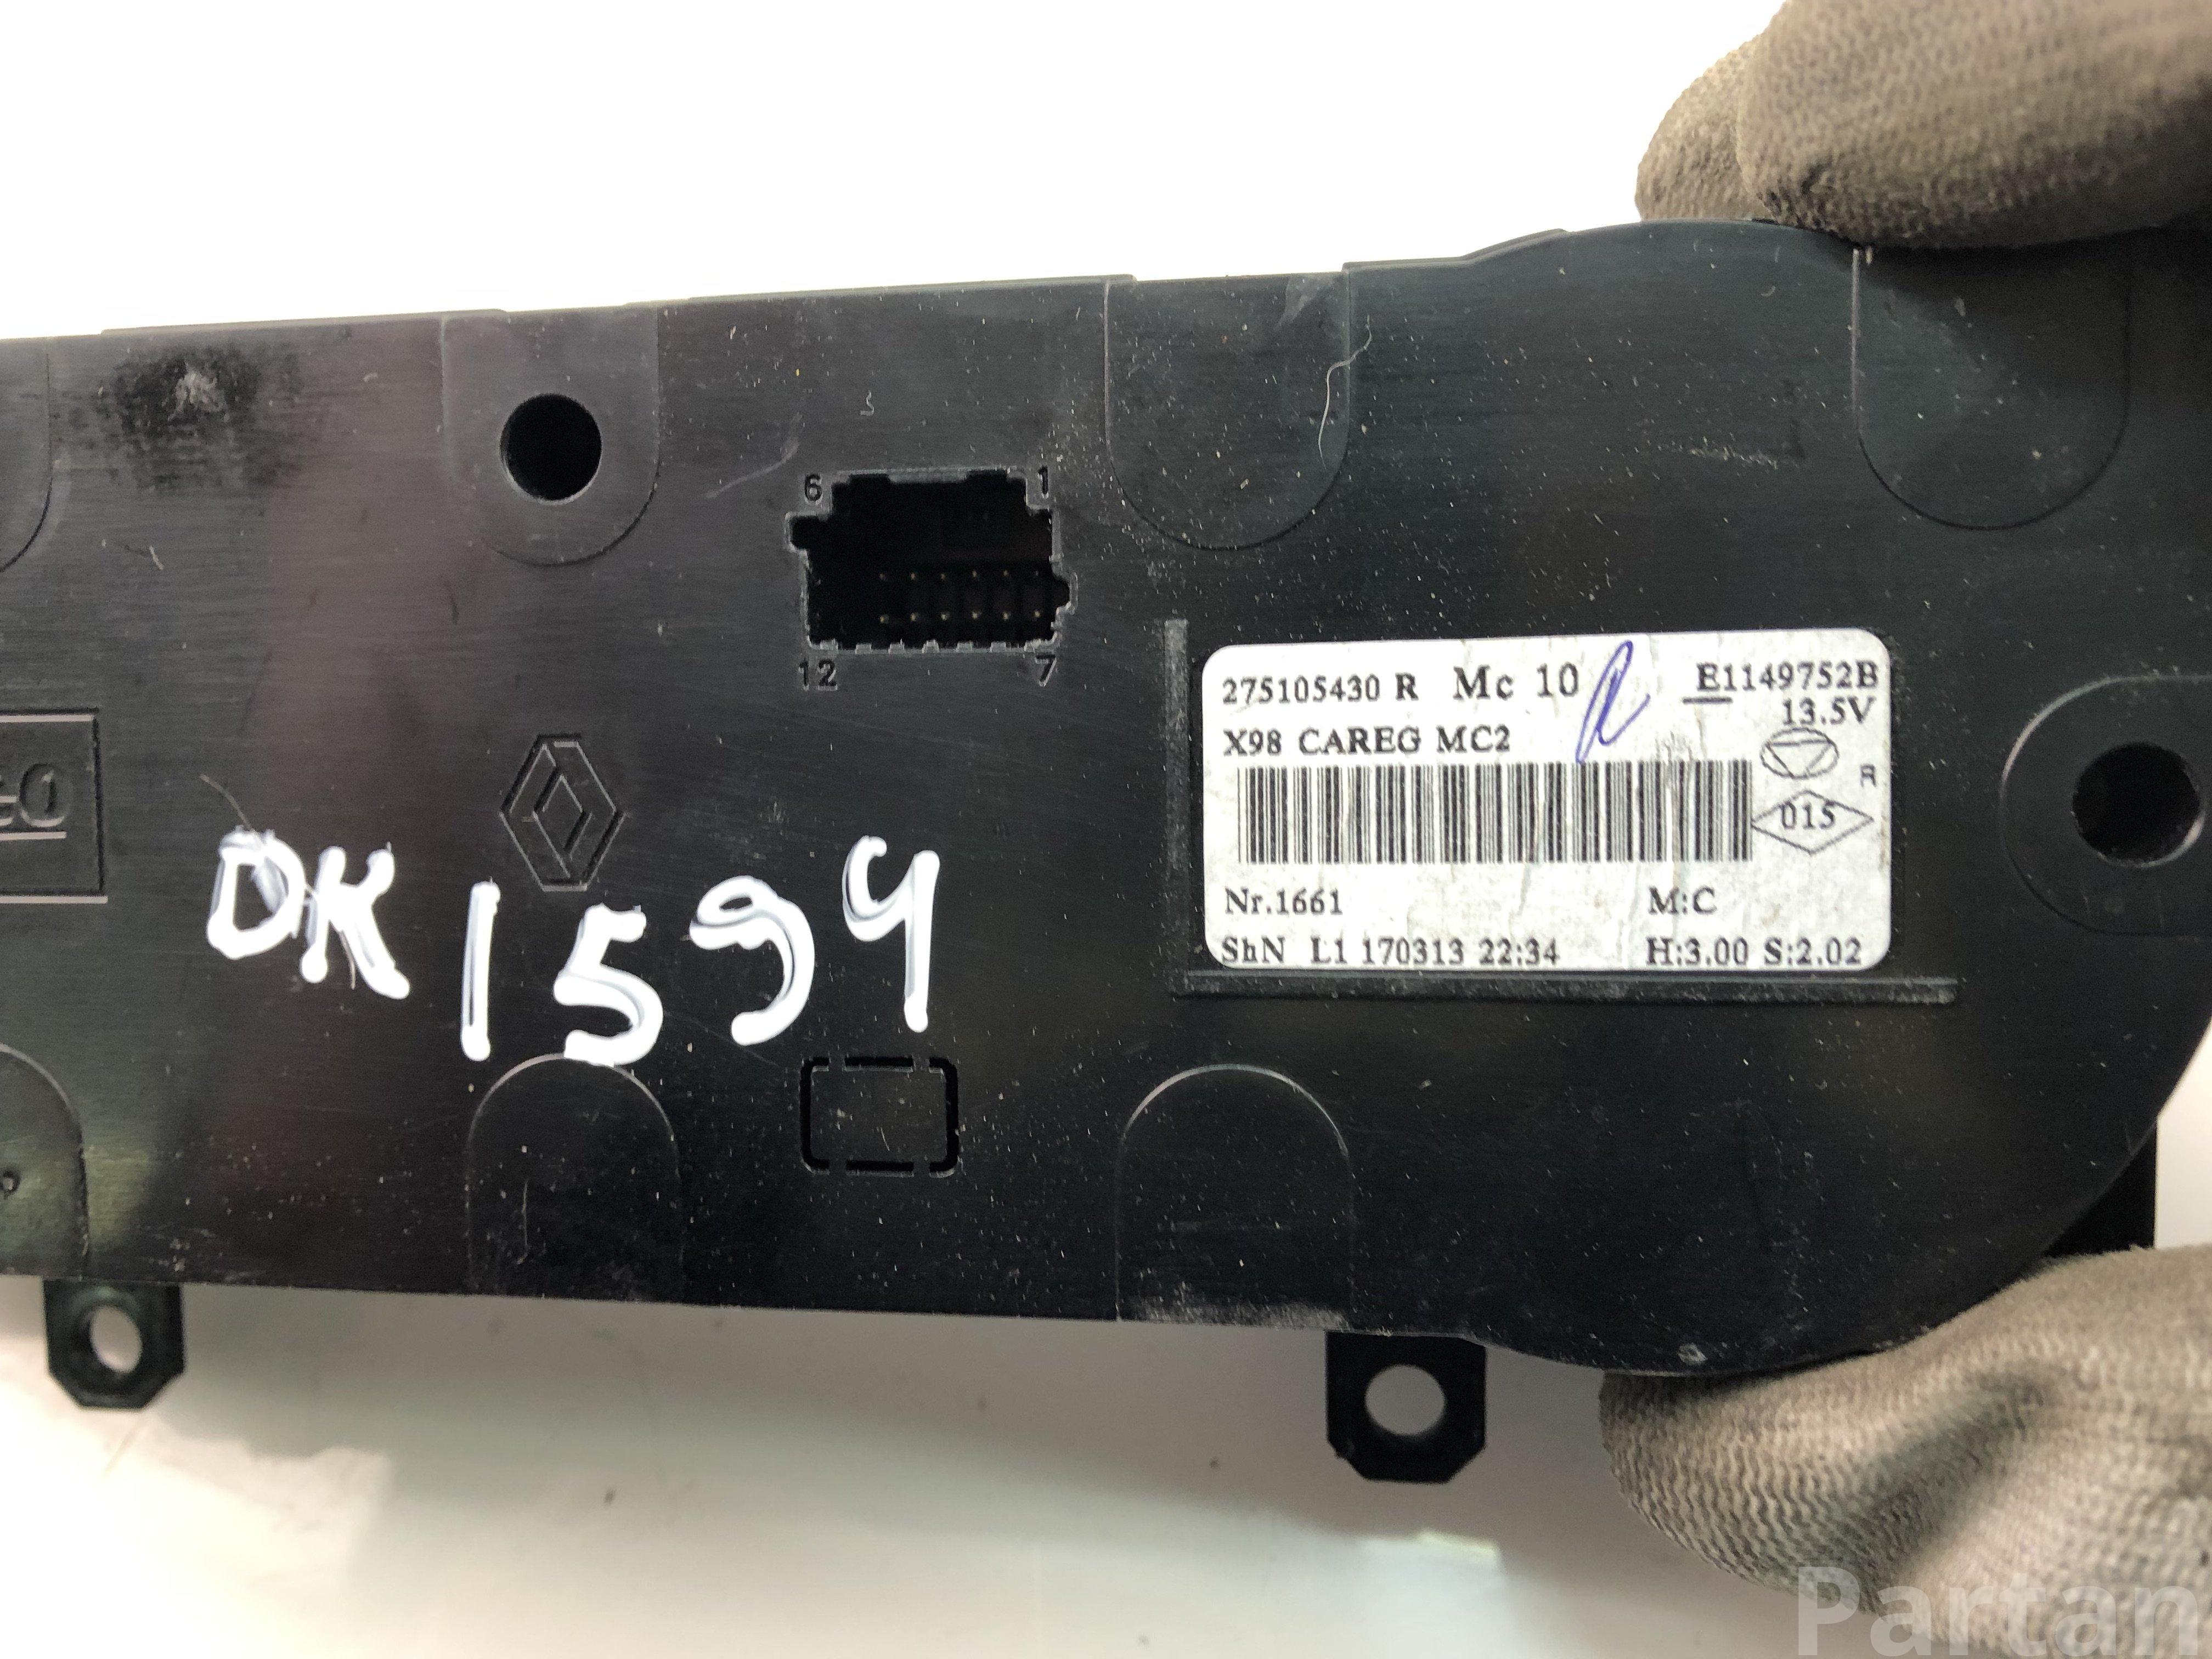 6 1
12 7
275105430 R Mc 10 E1149752B
13.5V
X98 CAREG MC2
R
015
Nr.1661 M:C
ShN L1 170313 22:34 H:3.00 S:2.02
DK 1594
Partan